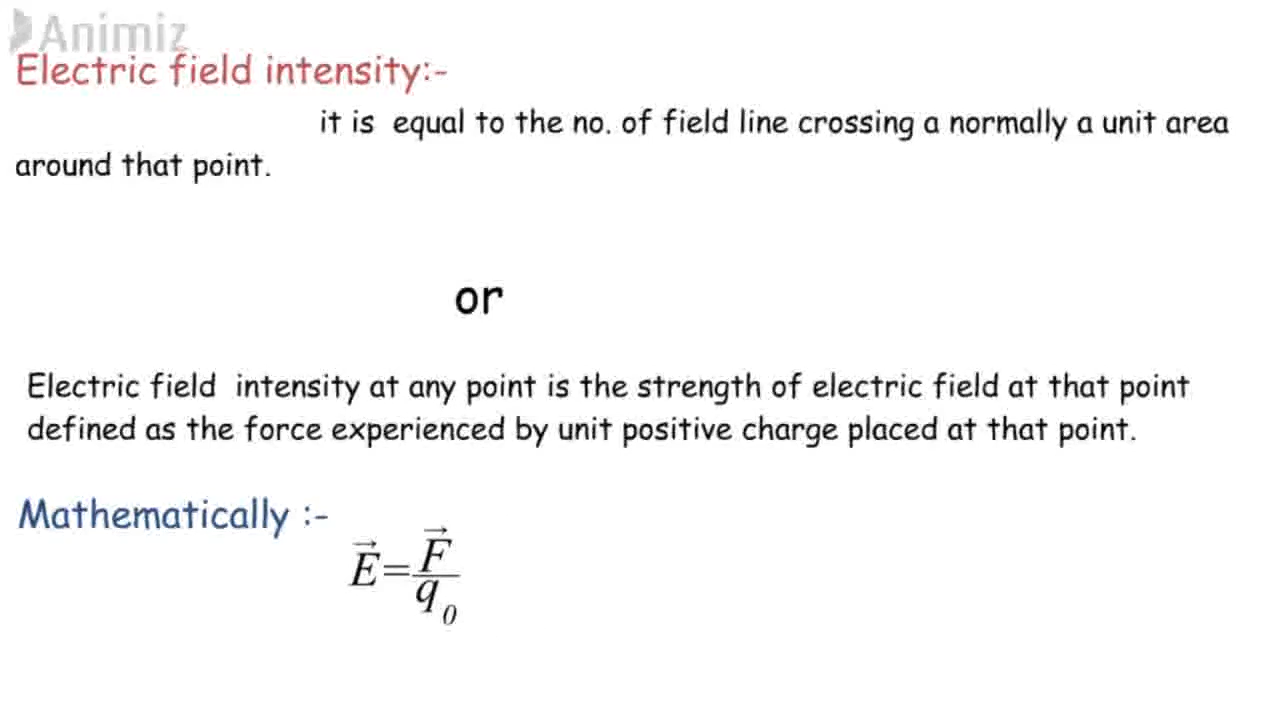 Animiz
Electric field intensity:-
it is equal to the no. of field line crossing a normally a unit area
around that point.
or
Electric field intensity at any point is the strength of electric field at that point
defined as the force experienced by unit positive charge placed at that point.
Mathematically :-
E⃗ = F⃗ / q₀